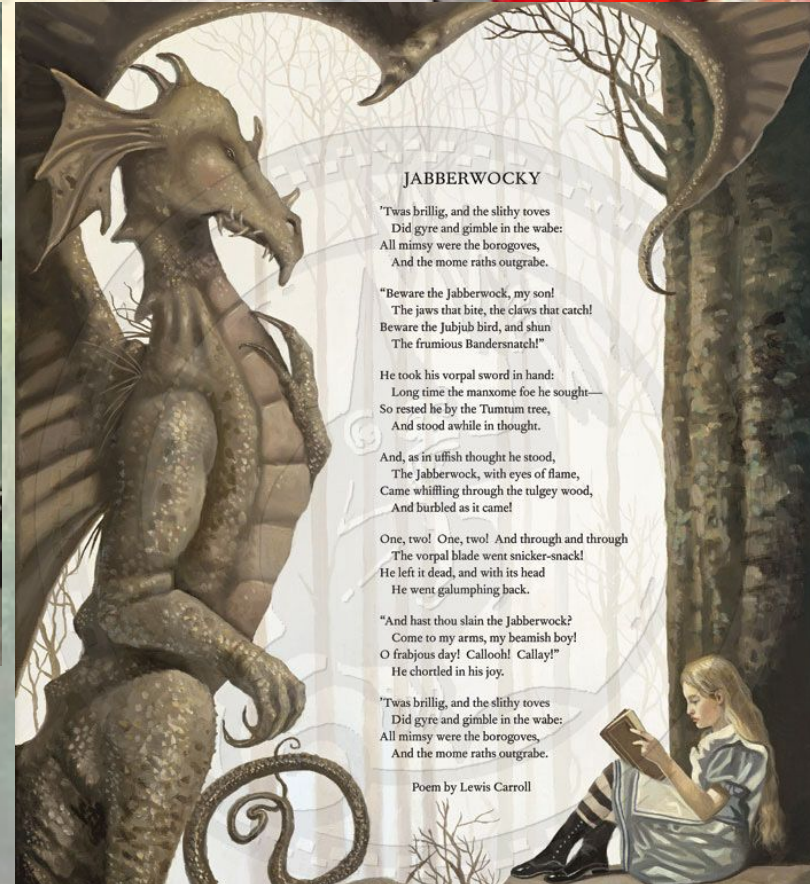 JABBERWOCKY
’Twas brillig, and the slithy toves
Did gyre and gimble in the wabe:
All mimsy were the borogoves,
And the mome raths outgrabe.
“Beware the Jabberwock, my son!
The jaws that bite, the claws that catch!
Beware the Jubjub bird, and shun
The frumious Bandersnatch!”
He took his vorpal sword in hand:
Long time the manxome foe he sought—
So rested he by the Tumtum tree,
And stood awhile in thought.
And, as in uffish thought he stood,
The Jabberwock, with eyes of flame,
Came whiffling through the tulgey wood,
And burbled as it came!
One, two! One, two! And through and through
The vorpal blade went snicker-snack!
He left it dead, and with its head
He went galumphing back.
“And hast thou slain the Jabberwock?
Come to my arms, my beamish boy!
O frabjous day! Callooh! Callay!”
He chortled in his joy.
’Twas brillig, and the slithy toves
Did gyre and gimble in the wabe:
All mimsy were the borogoves,
And the mome raths outgrabe.
Poem by Lewis Carroll